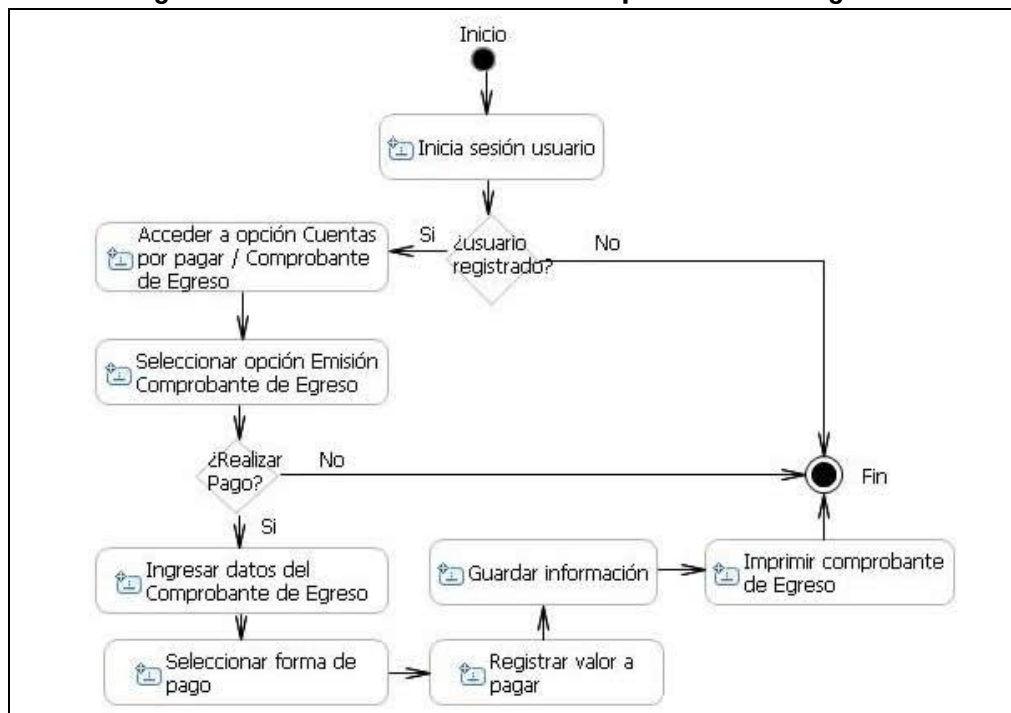 Inicio
Inicia sesión usuario
Acceder a opción Cuentas
por pagar / Comprobante
de Egreso
Si
¿usuario
registrado?
No
Seleccionar opción Emisión
Comprobante de Egreso
¿Realizar
Pago?
No
Fin
Si
Ingresar datos del
Comprobante de Egreso
Guardar información
Imprimir comprobante
de Egreso
Seleccionar forma de
pago
Registrar valor a
pagar